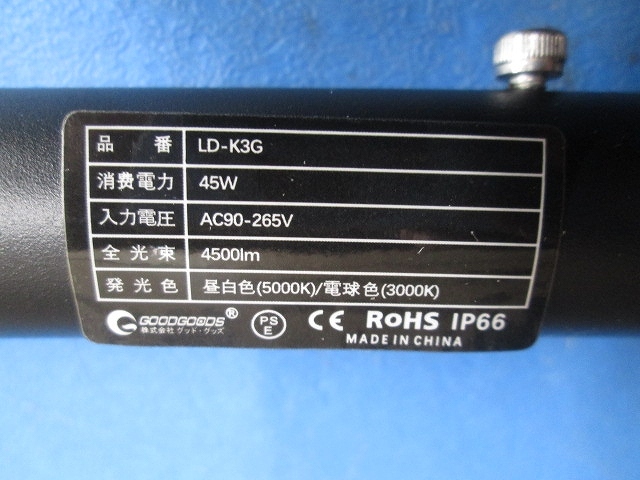 品番 LD-K3G
消费電力 45W
入力電圧 AC90-265V
全光束 4500lm
発光色 昼白色(5000K)/電球色(3000K)
GOODGOODS®
株式会社 グッド・グッズ
PS
E
CE RoHS IP66
MADE IN CHINA